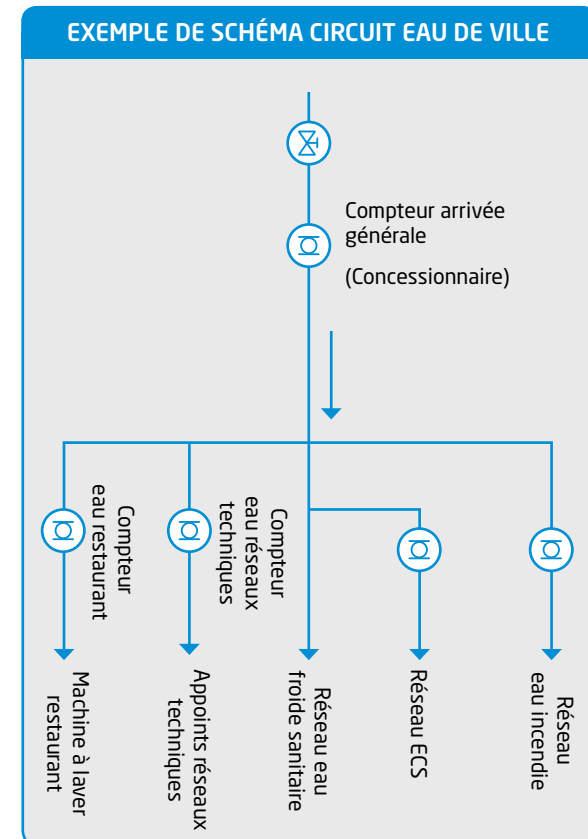 EXEMPLE DE SCHÉMA CIRCUIT EAU DE VILLE
Compteur arrivée
générale
(Concessionnaire)
Compteur
eau restaurant
Compteur
eau réseaux
techniques
Machine à laver
restaurant
Appoints réseaux
techniques
Réseau eau
froide sanitaire
Réseau ECS
Réseau
eau incendie